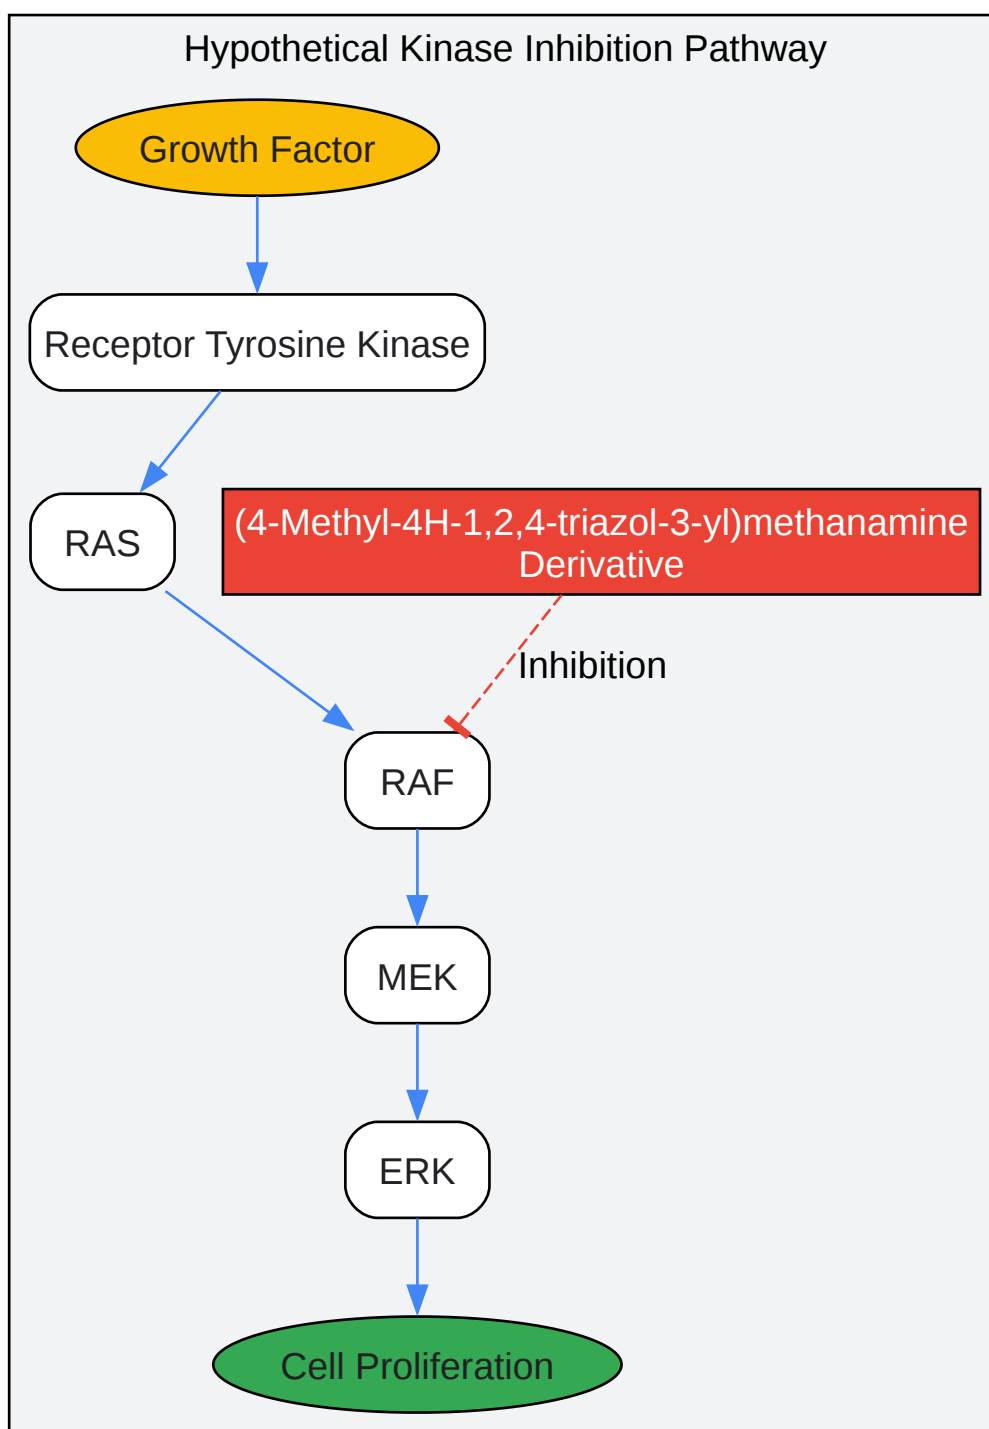 Hypothetical Kinase Inhibition Pathway
Growth Factor
Receptor Tyrosine Kinase
RAS
(4-Methyl-4H-1,2,4-triazol-3-yl)methanamine
Derivative
Inhibition
RAF
MEK
ERK
Cell Proliferation